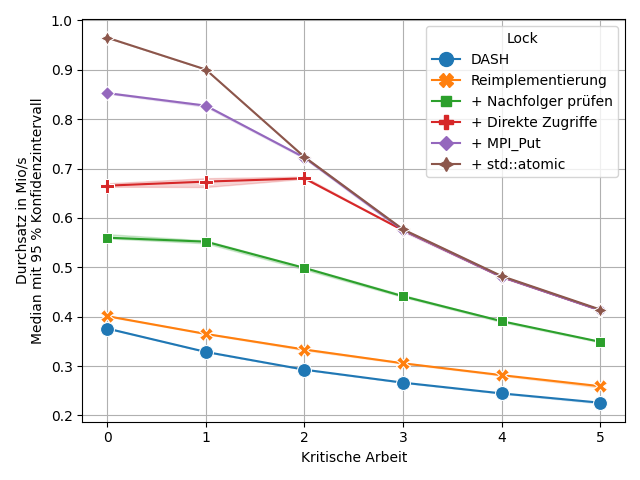 1.0
0.9
0.8
0.7
0.6
0.5
0.4
0.3
0.2
Durchsatz in Mio/s
Median mit 95 % Konfidenzintervall
Lock
DASH
Reimplementierung
+ Nachfolger prüfen
+ Direkte Zugriffe
+ MPI_Put
+ std::atomic
0 1 2 3 4 5
Kritische Arbeit